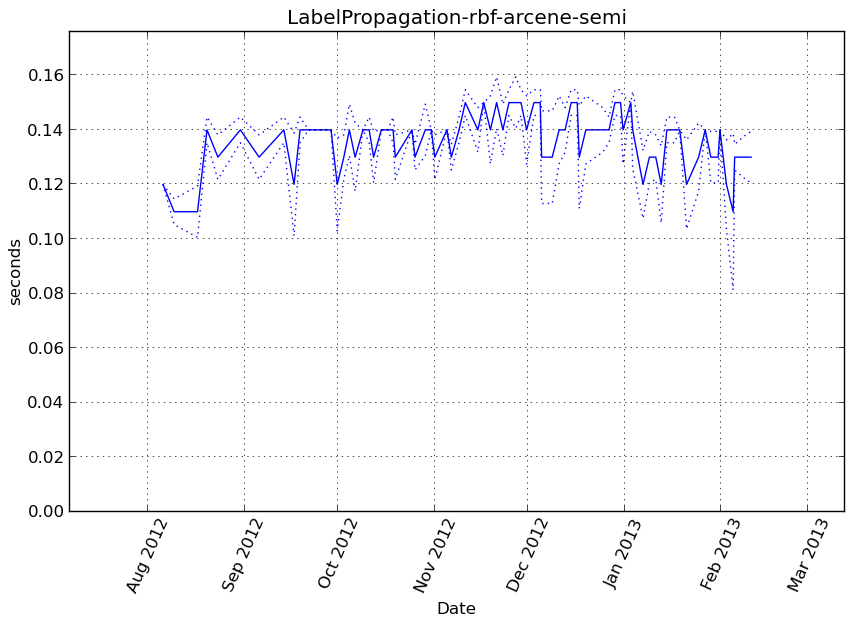 LabelPropagation-rbf-arcene-semi
0.16
0.14
0.12
0.10
0.08
0.06
0.04
0.02
0.00
seconds
Aug 2012
Sep 2012
Oct 2012
Nov 2012
Dec 2012
Jan 2013
Feb 2013
Mar 2013
Date